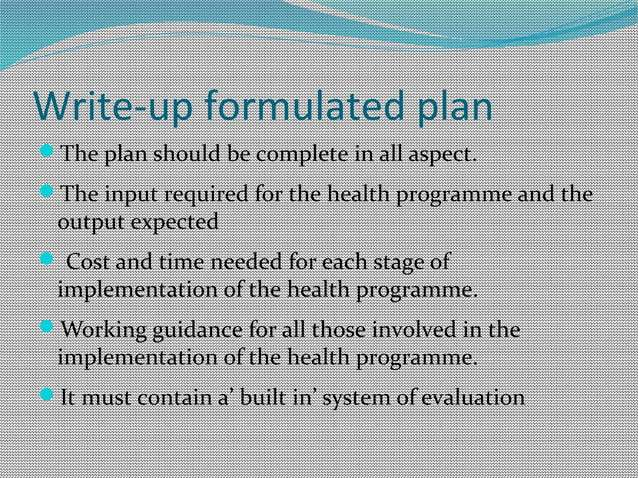 Write-up formulated plan
The plan should be complete in all aspect.
The input required for the health programme and the
output expected
Cost and time needed for each stage of
implementation of the health programme.
Working guidance for all those involved in the
implementation of the health programme.
It must contain a’ built in’ system of evaluation